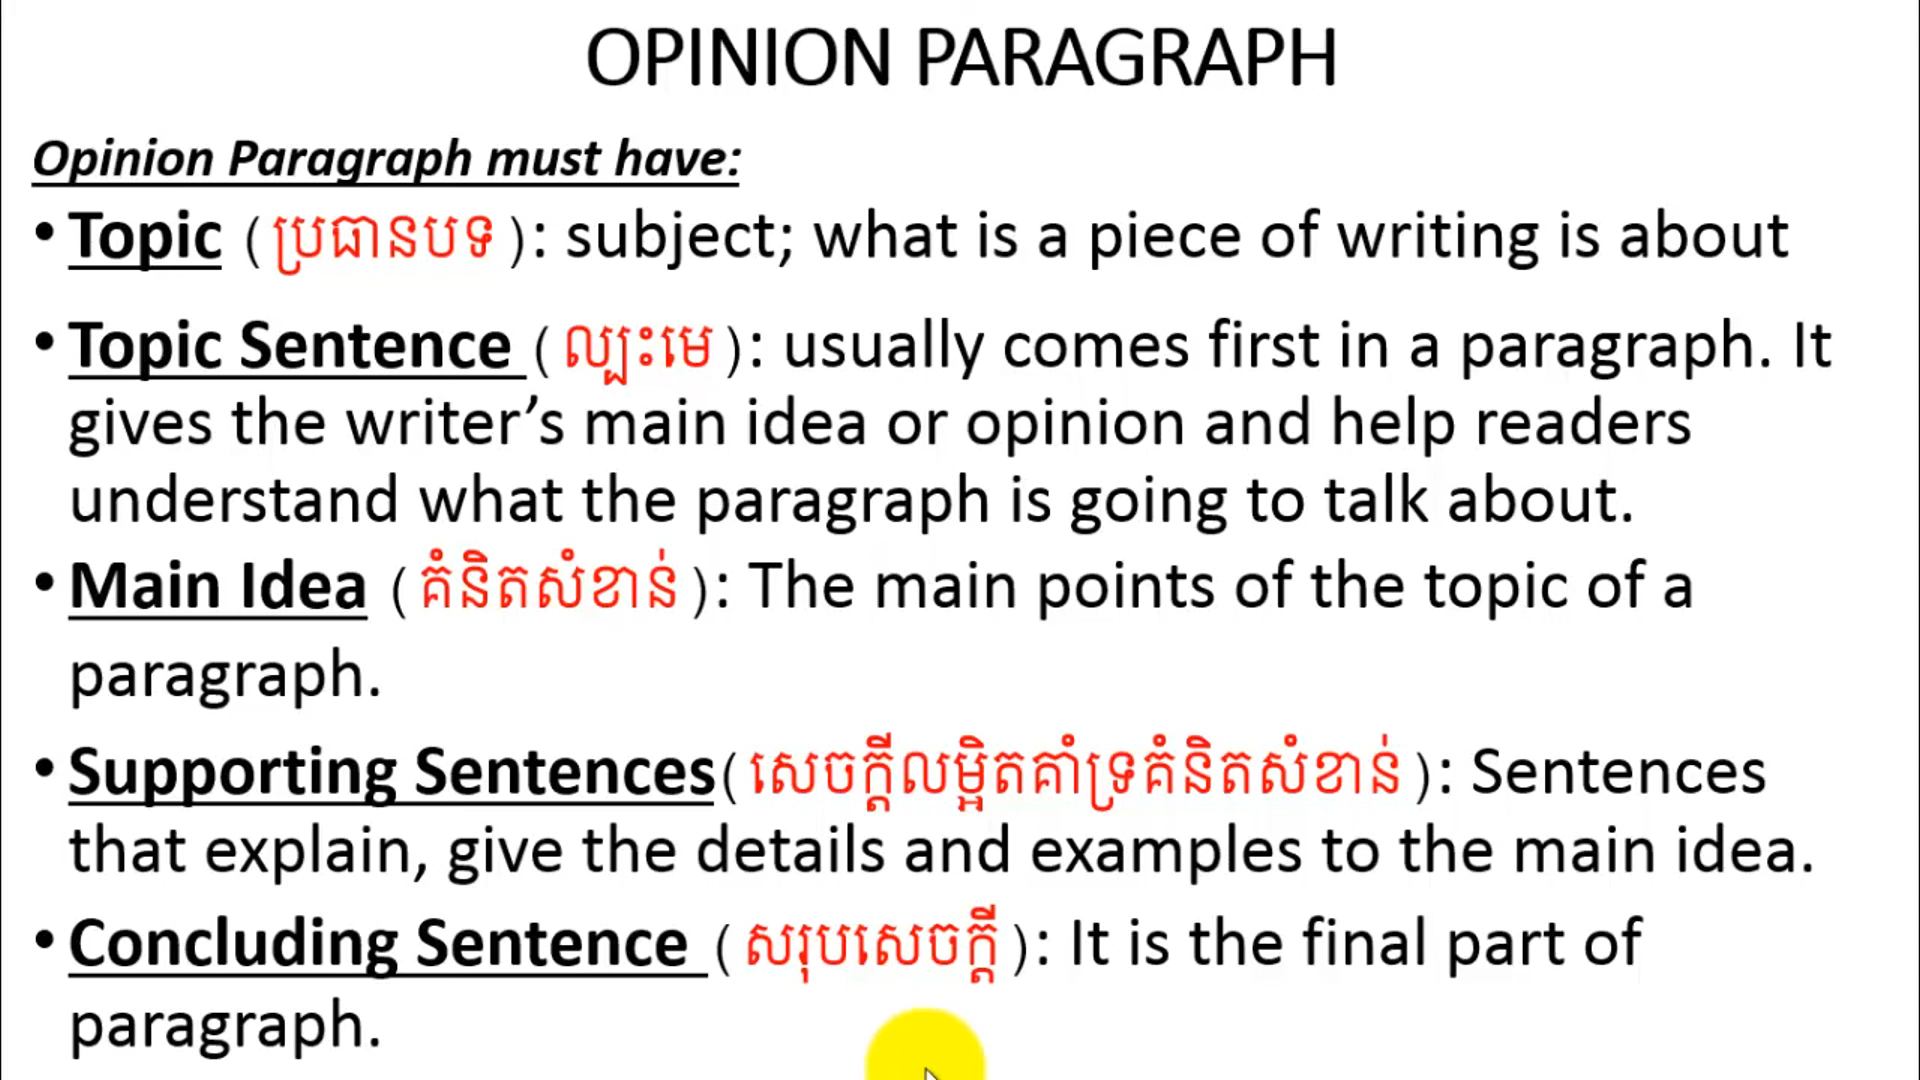 OPINION PARAGRAPH
Opinion Paragraph must have:
• Topic (ប្រធានបទ): subject; what is a piece of writing is about
• Topic Sentence (ល្បះមេ): usually comes first in a paragraph. It
gives the writer’s main idea or opinion and help readers
understand what the paragraph is going to talk about.
• Main Idea (គំនិតសំខាន់): The main points of the topic of a
paragraph.
• Supporting Sentences(សេចក្តីលម្អិតគាំទ្រគំនិតសំខាន់): Sentences
that explain, give the details and examples to the main idea.
• Concluding Sentence (សរុបសេចក្តី): It is the final part of
paragraph.